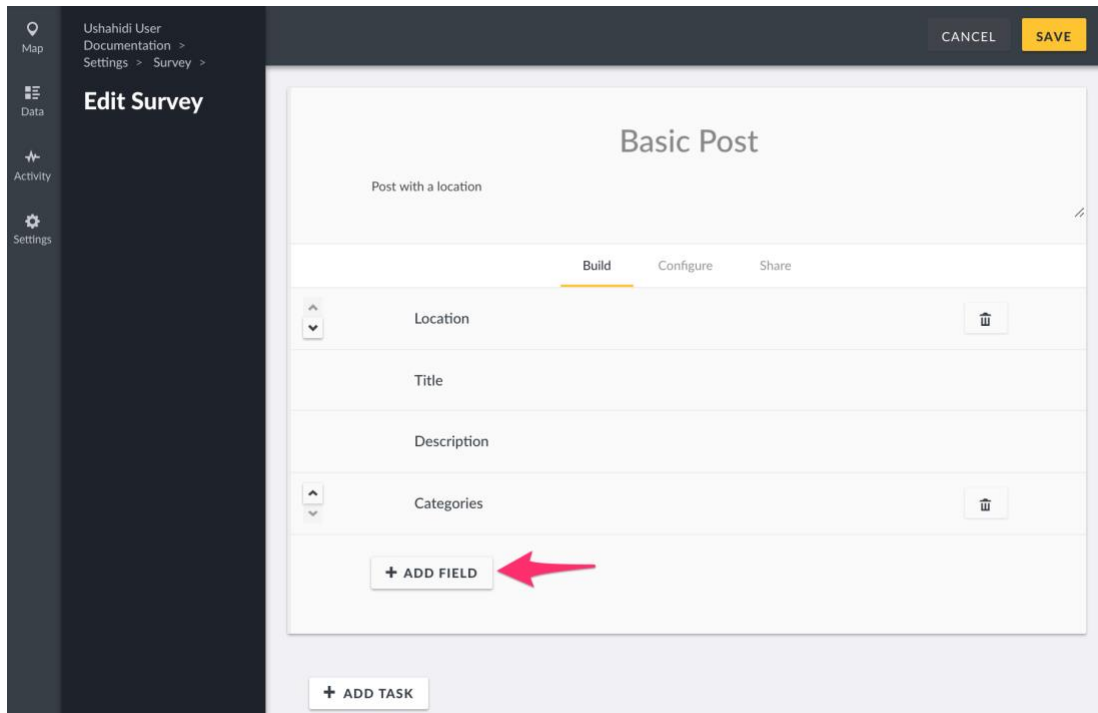 Map
Data
Activity
Settings
Ushahidi User
Documentation >
Settings > Survey >
Edit Survey
CANCEL SAVE
Basic Post
Post with a location
Build Configure Share
Location
Title
Description
Categories
+ ADD FIELD
+ ADD TASK